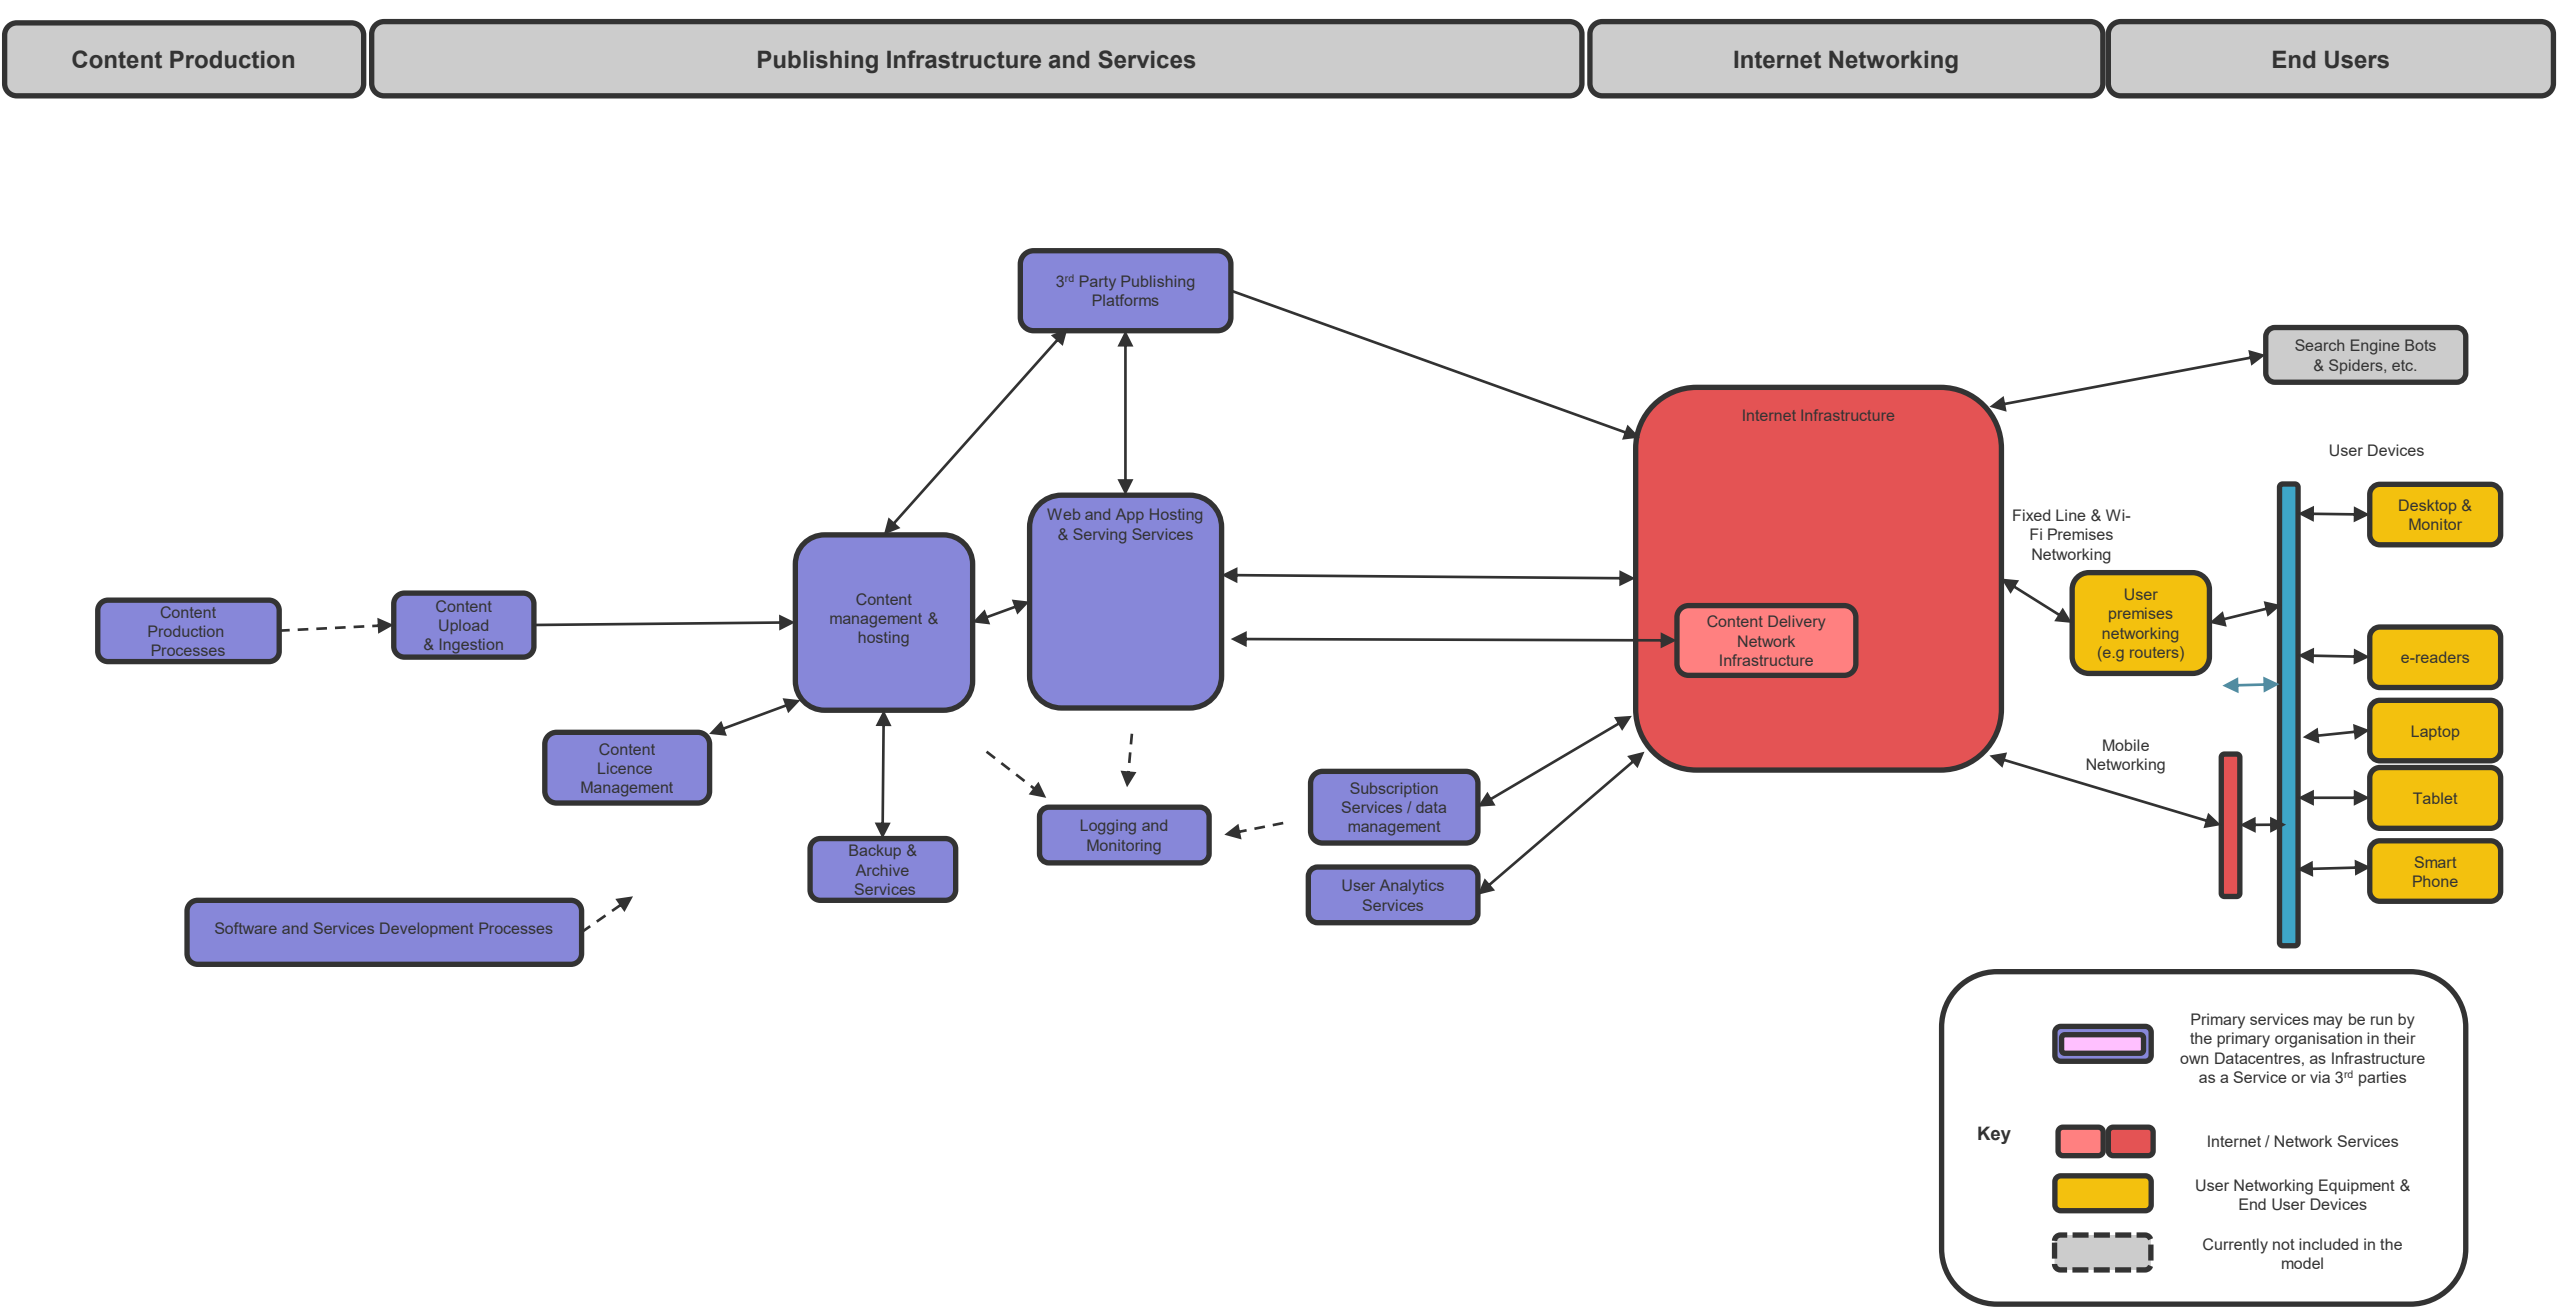 Content Production
Publishing Infrastructure and Services
Internet Networking
End Users
3rd Party Publishing
Platforms
Search Engine Bots
& Spiders, etc.
Internet Infrastructure
User Devices
Web and App Hosting
& Serving Services
Fixed Line & Wi-
Fi Premises
Networking
Desktop &
Monitor
Content
Production
Processes
Content
Upload
& Ingestion
Content
management &
hosting
Content Delivery
Network
Infrastructure
User
premises
networking
(e.g routers)
e-readers
Content
Licence
Management
Mobile
Networking
Laptop
Subscription
Services / data
management
Tablet
Logging and
Monitoring
Backup &
Archive
Services
User Analytics
Services
Smart
Phone
Software and Services Development Processes
Key
Primary services may be run by
the primary organisation in their
own Datacentres, as Infrastructure
as a Service or via 3rd parties
Internet / Network Services
User Networking Equipment &
End User Devices
Currently not included in the
model